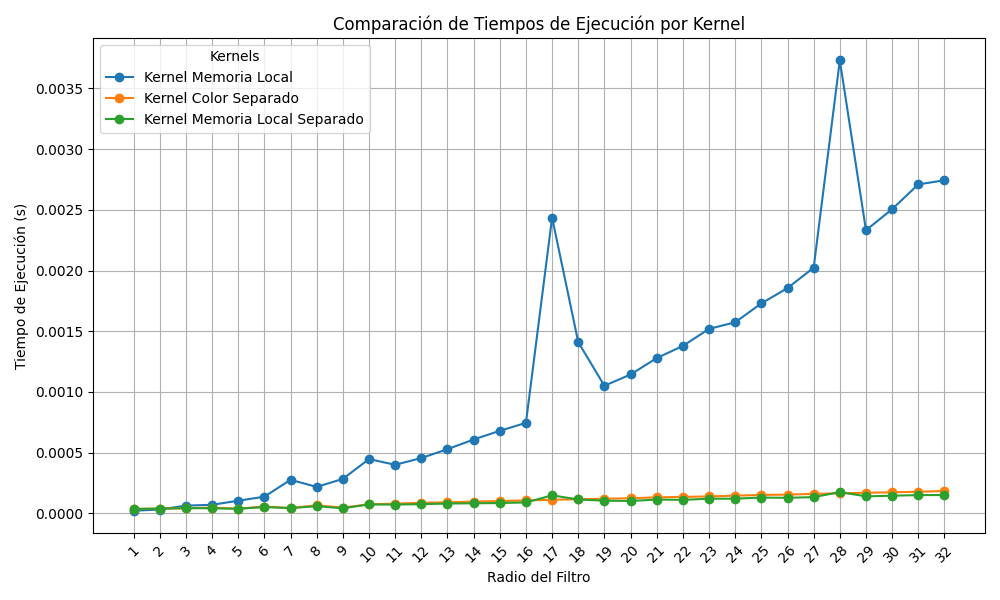 Comparación de Tiempos de Ejecución por Kernel
Kernels
Kernel Memoria Local
Kernel Color Separado
Kernel Memoria Local Separado
Tiempo de Ejecución (s)
0.0035
0.0030
0.0025
0.0020
0.0015
0.0010
0.0005
0.0000
1 2 3 4 5 6 7 8 9 10 11 12 13 14 15 16 17 18 19 20 21 22 23 24 25 26 27 28 29 30 31 32
Radio del Filtro